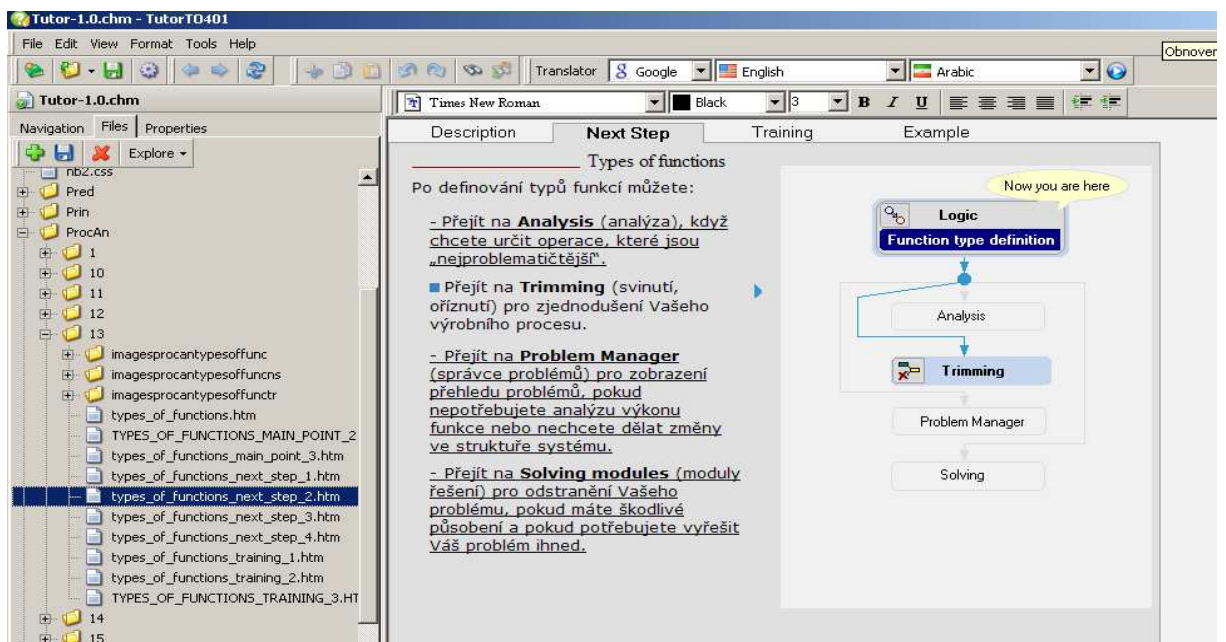 Tutor-1.0.chm - TutorTO401
File Edit View Format Tools Help
Obnover
Translator Google English Arabic
Tutor-1.0.chm
Times New Roman Black 3 B I U
Navigation Files Properties
Explore
nb2.css
Pred
Prin
ProcAn
1
10
11
12
13
imagesprocantypesoffunc
imagesprocantypesoffuncns
imagesprocantypesoffunctr
types_of_functions.htm
TYPES_OF_FUNCTIONS_MAIN_POINT_2
types_of_functions_main_point_3.htm
types_of_functions_next_step_1.htm
types_of_functions_next_step_2.htm
types_of_functions_next_step_3.htm
types_of_functions_next_step_4.htm
types_of_functions_training_1.htm
types_of_functions_training_2.htm
TYPES_OF_FUNCTIONS_TRAINING_3.HT
14
15
Description Next Step Training Example
Types of functions
Po definování typů funkcí můžete:
- Přejít na Analysis (analýza), když
chcete určit operace, které jsou
„nejproblematičtější“.
Přejít na Trimming (svinutí,
oříznutí) pro zjednodušení Vašeho
výrobního procesu.
- Přejít na Problem Manager
(správce problémů) pro zobrazení
přehledu problémů, pokud
nepotřebujete analýzu výkonu
funkce nebo nechcete dělat změny
ve struktuře systému.
- Přejít na Solving modules (moduly
řešení) pro odstranění Vašeho
problému, pokud máte škodlivé
působení a pokud potřebujete vyřešit
Váš problém ihned.
Now you are here
Logic
Function type definition
Analysis
Trimming
Problem Manager
Solving